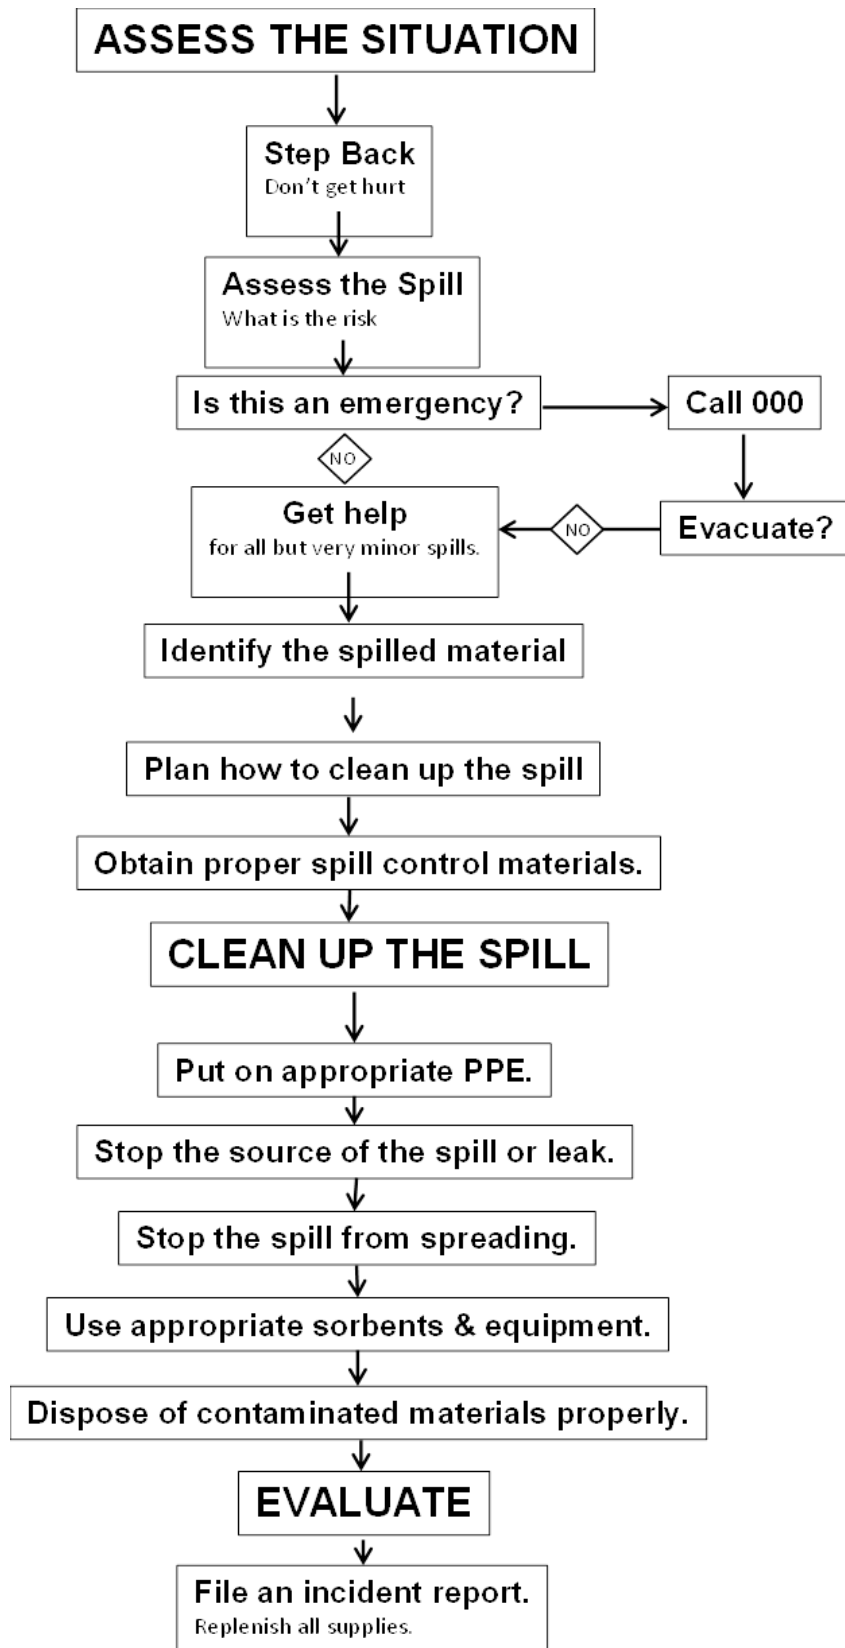 ASSESS THE SITUATION
Step Back
Don't get hurt
Assess the Spill
What is the risk
Is this an emergency?
Call 000
NO
Get help
for all but very minor spills.
NO
Evacuate?
Identify the spilled material
Plan how to clean up the spill
Obtain proper spill control materials.
CLEAN UP THE SPILL
Put on appropriate PPE.
Stop the source of the spill or leak.
Stop the spill from spreading.
Use appropriate sorbents & equipment.
Dispose of contaminated materials properly.
EVALUATE
File an incident report.
Replenish all supplies.